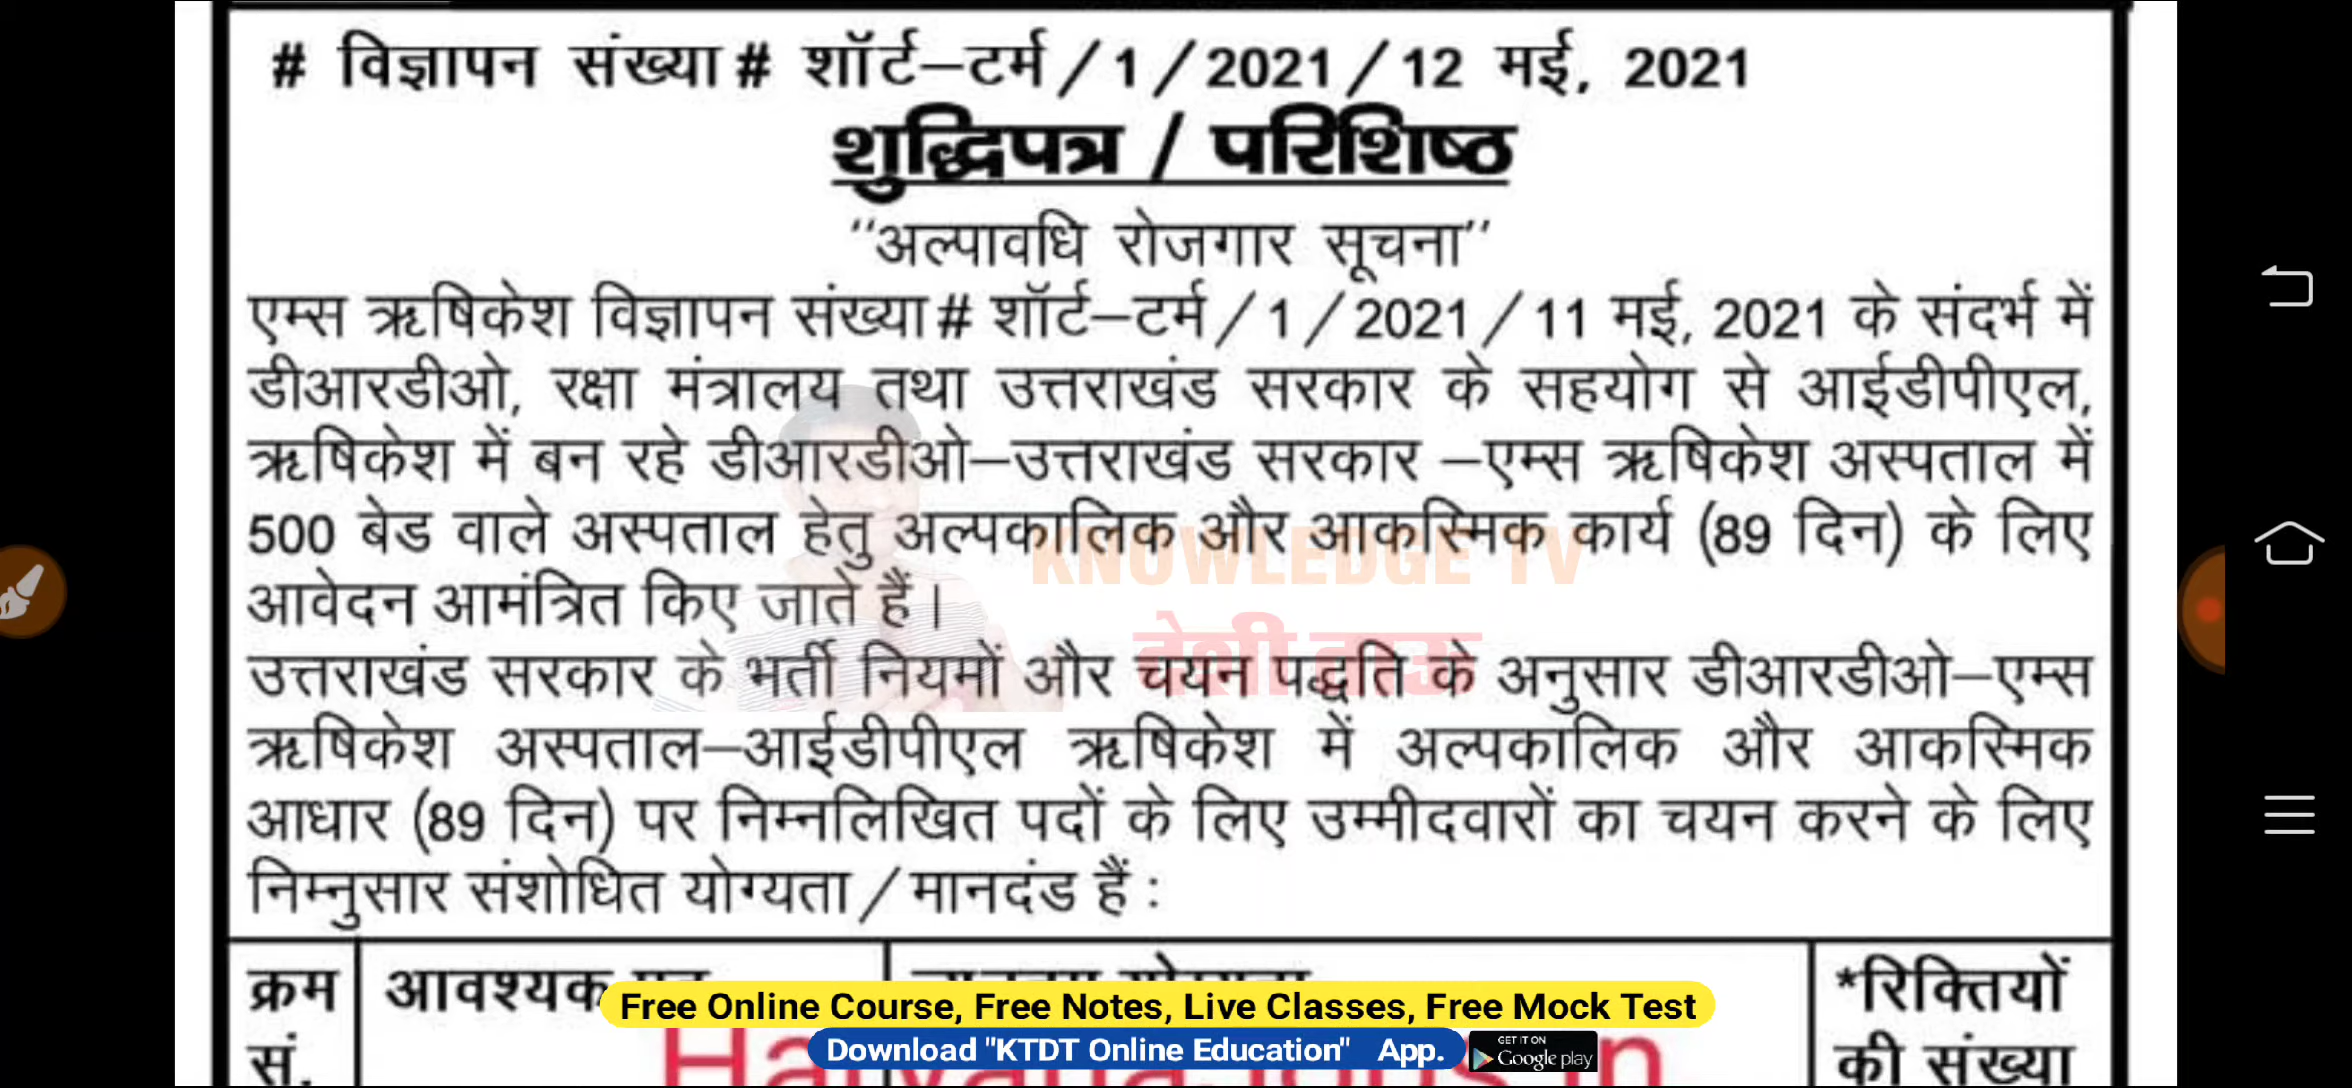 # विज्ञापन संख्या # शॉर्ट–टर्म / 1 / 2021 / 12 मई, 2021
शुद्धिपत्र / परिशिष्ठ
“अल्पावधि रोजगार सूचना”
एम्स ऋषिकेश विज्ञापन संख्या # शॉर्ट–टर्म / 1 / 2021 / 11 मई, 2021 के संदर्भ में
डीआरडीओ, रक्षा मंत्रालय तथा उत्तराखंड सरकार के सहयोग से आईडीपीएल,
ऋषिकेश में बन रहे डीआरडीओ–उत्तराखंड सरकार –एम्स ऋषिकेश अस्पताल में
500 बेड वाले अस्पताल हेतु अल्पकालिक और आकस्मिक कार्य (89 दिन) के लिए
KNOWLEDGE TV
आवेदन आमंत्रित किए जाते हैं।
देशी ताऊ
उत्तराखंड सरकार के भर्ती नियमों और चयन पद्धति के अनुसार डीआरडीओ–एम्स
ऋषिकेश अस्पताल–आईडीपीएल ऋषिकेश में अल्पकालिक और आकस्मिक
आधार (89 दिन) पर निम्नलिखित पदों के लिए उम्मीदवारों का चयन करने के लिए
निम्नुसार संशोधित योग्यता / मानदंड हैं :
क्रम सं.
आवश्यक
*रिक्तियों
की संख्या
Free Online Course, Free Notes, Live Classes, Free Mock Test
Download "KTDT Online Education" App.
GET IT ON
Google play